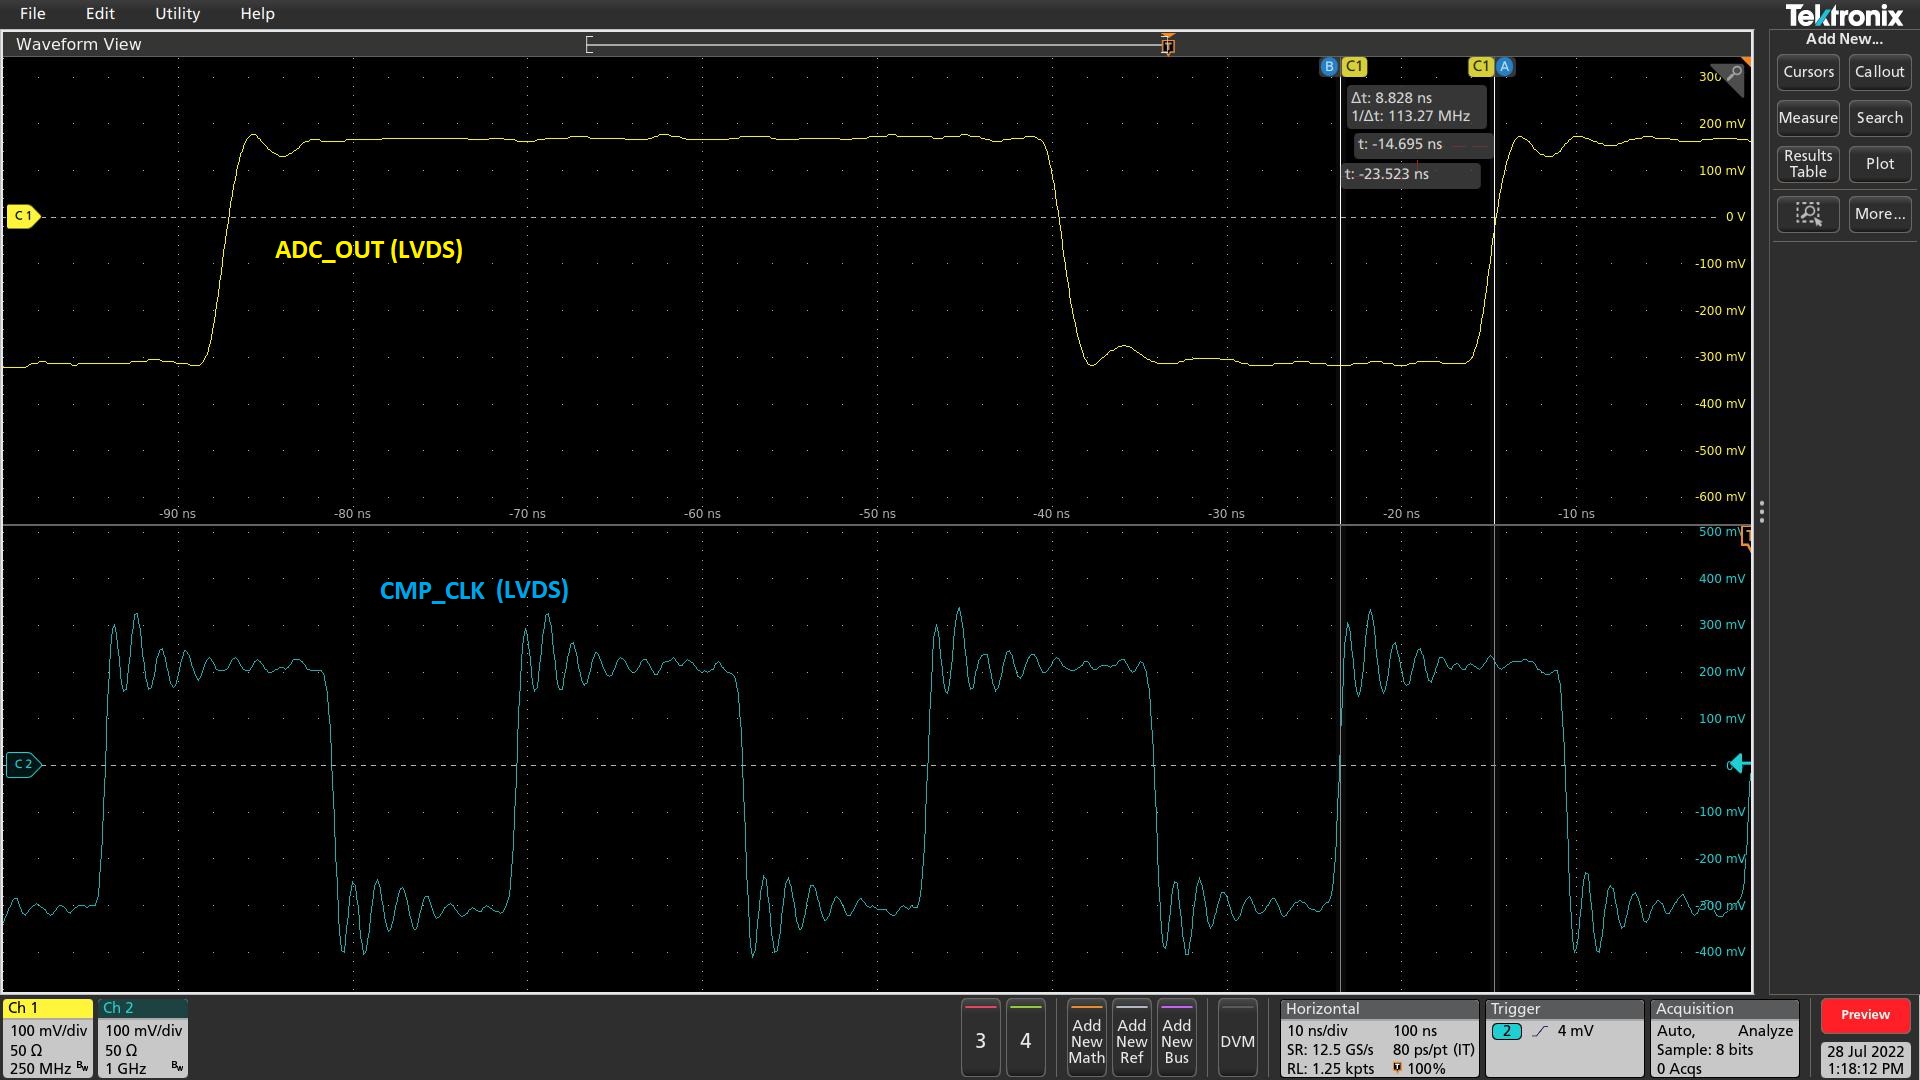 File Edit Utility Help
Tektronix
Waveform View
Add New...
Cursors Callout
Measure Search
Results Table Plot
More...
B C1 C1 A
Δt: 8.828 ns
1/Δt: 113.27 MHz
t: -14.695 ns
t: -23.523 ns
300
200 mV
100 mV
0 V
-100 mV
-200 mV
-300 mV
-400 mV
-500 mV
-600 mV
C 1
ADC_OUT (LVDS)
-90 ns -80 ns -70 ns -60 ns -50 ns -40 ns -30 ns -20 ns -10 ns
500 mV
400 mV
300 mV
200 mV
100 mV
0
-100 mV
-200 mV
-300 mV
-400 mV
CMP_CLK (LVDS)
C 2
Ch 1
100 mV/div
50 Ω
250 MHz Bw
Ch 2
100 mV/div
50 Ω
1 GHz Bw
3
4
Add New Math
Add New Ref
Add New Bus
DVM
Horizontal
10 ns/div 100 ns
SR: 12.5 GS/s 80 ps/pt (IT)
RL: 1.25 kpts 100%
Trigger
2 4 mV
Acquisition
Auto, Analyze
Sample: 8 bits
0 Acqs
Preview
28 Jul 2022
1:18:12 PM